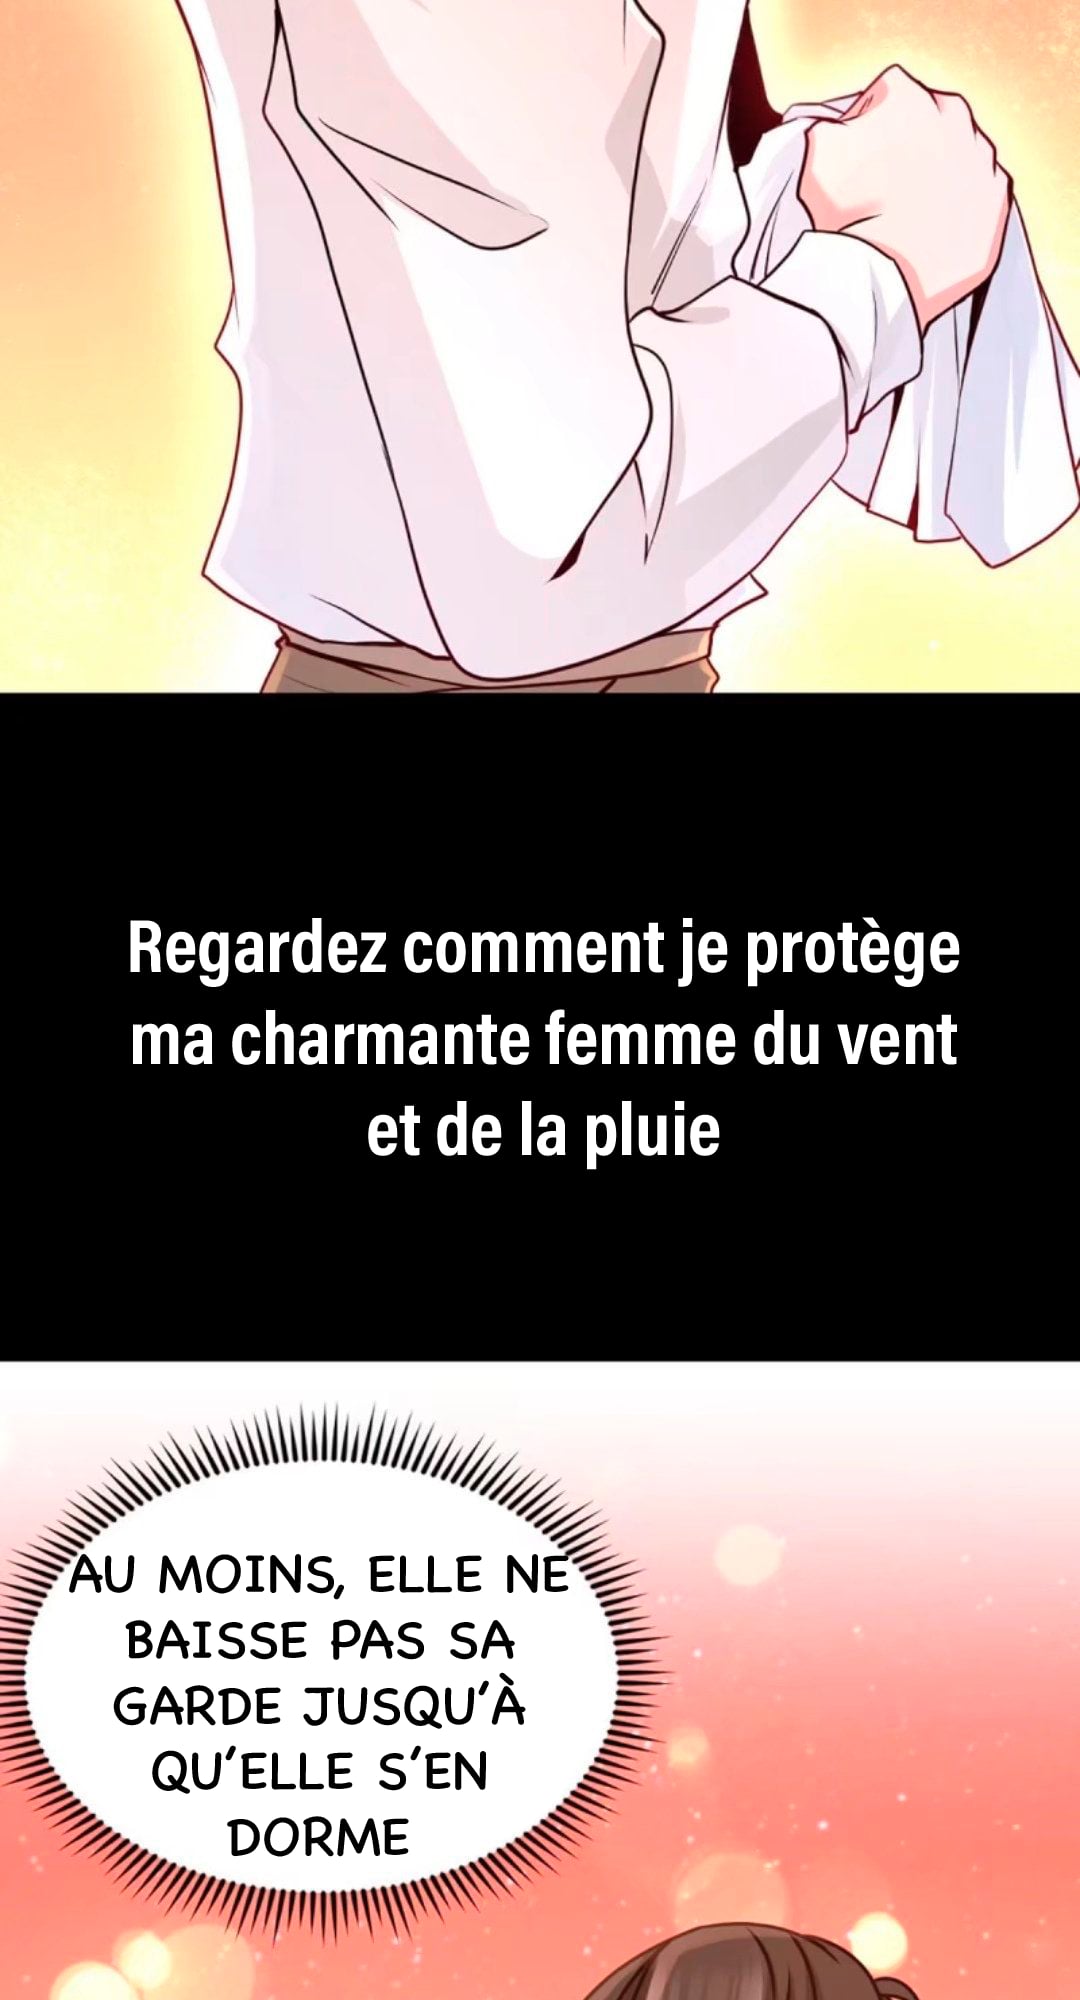 Regardez comment je protège
ma charmante femme du vent
et de la pluie
AU MOINS, ELLE NE
BAISSE PAS SA
GARDE JUSQU'À
QU'ELLE S'EN
DORME